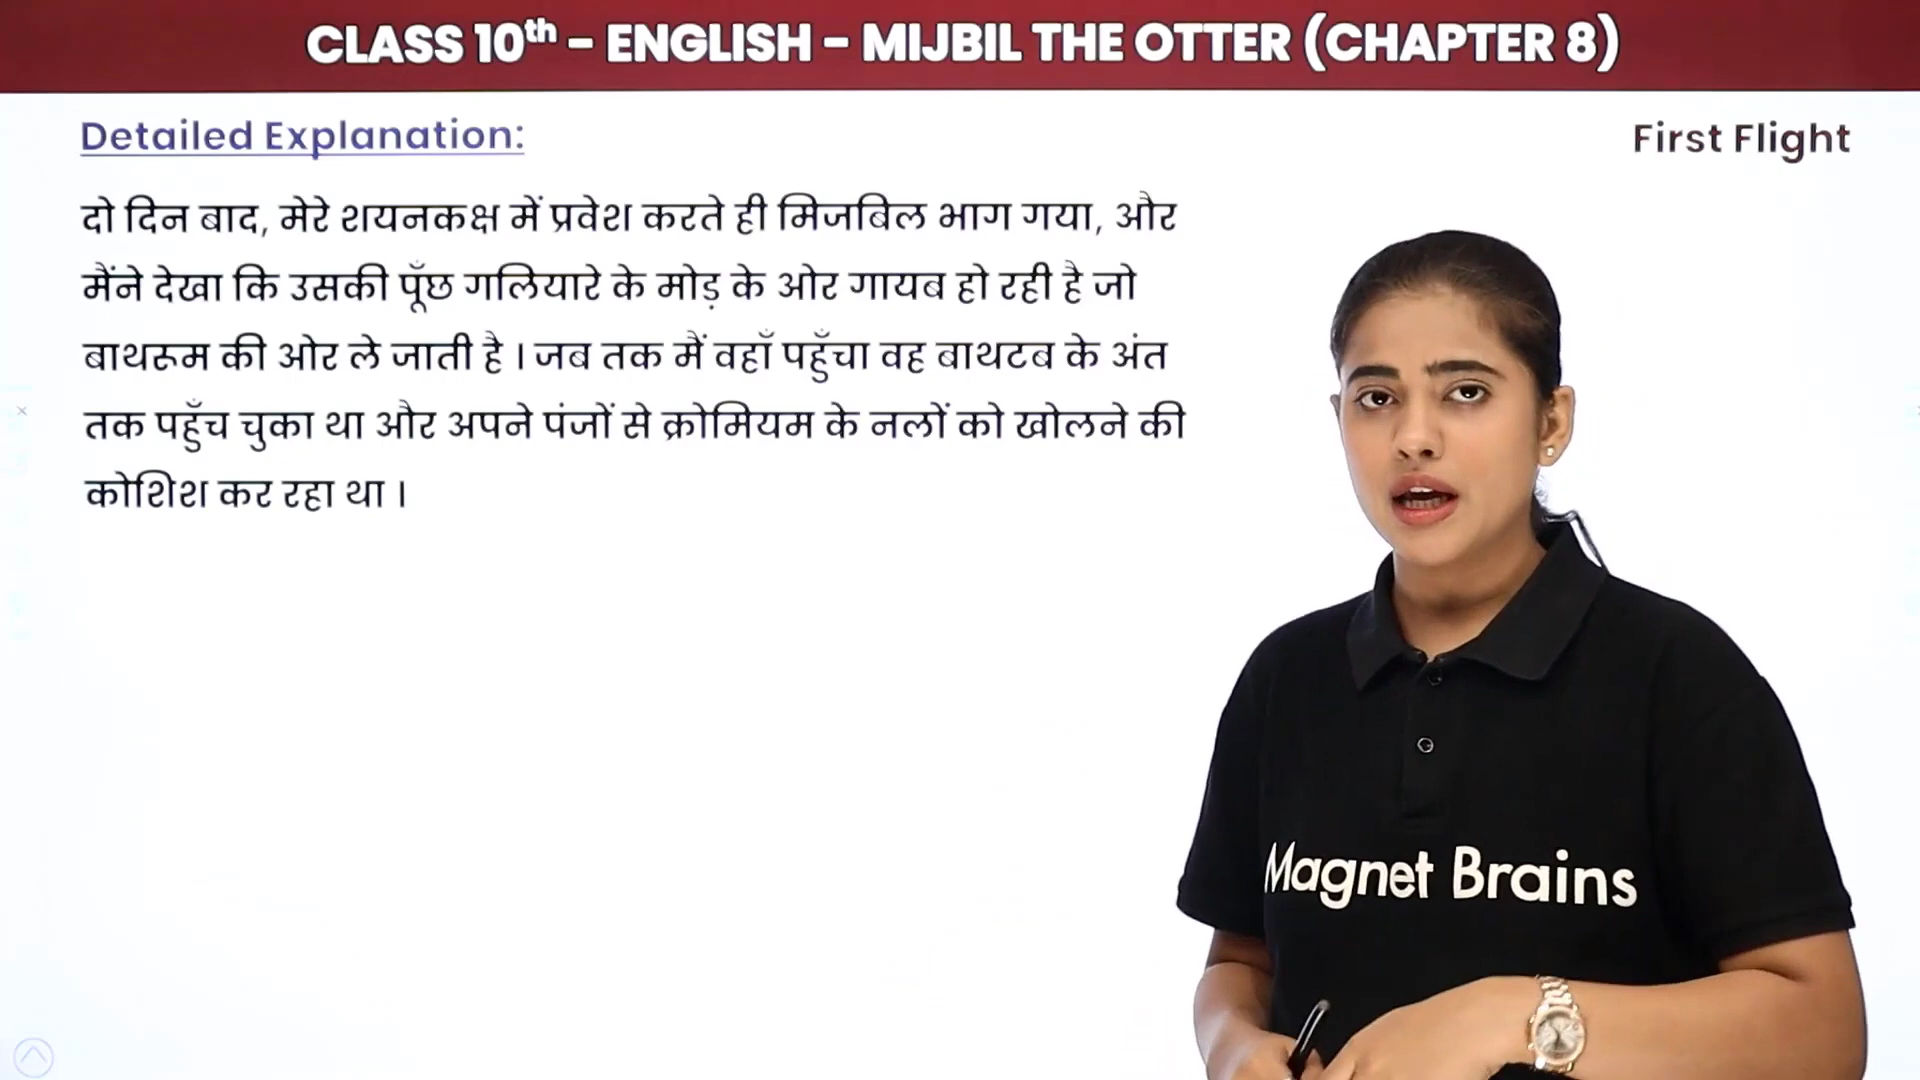 CLASS 10th - ENGLISH - MIJBIL THE OTTER (CHAPTER 8)
Detailed Explanation:
First Flight
दो दिन बाद, मेरे शयनकक्ष में प्रवेश करते ही मिजबिल भाग गया, और
मैंने देखा कि उसकी पूँछ गलियारे के मोड़ के ओर गायब हो रही है जो
बाथरूम की ओर ले जाती है । जब तक मैं वहाँ पहुँचा वह बाथटब के अंत
तक पहुँच चुका था और अपने पंजों से क्रोमियम के नलों को खोलने की
कोशिश कर रहा था ।
Magnet Brains